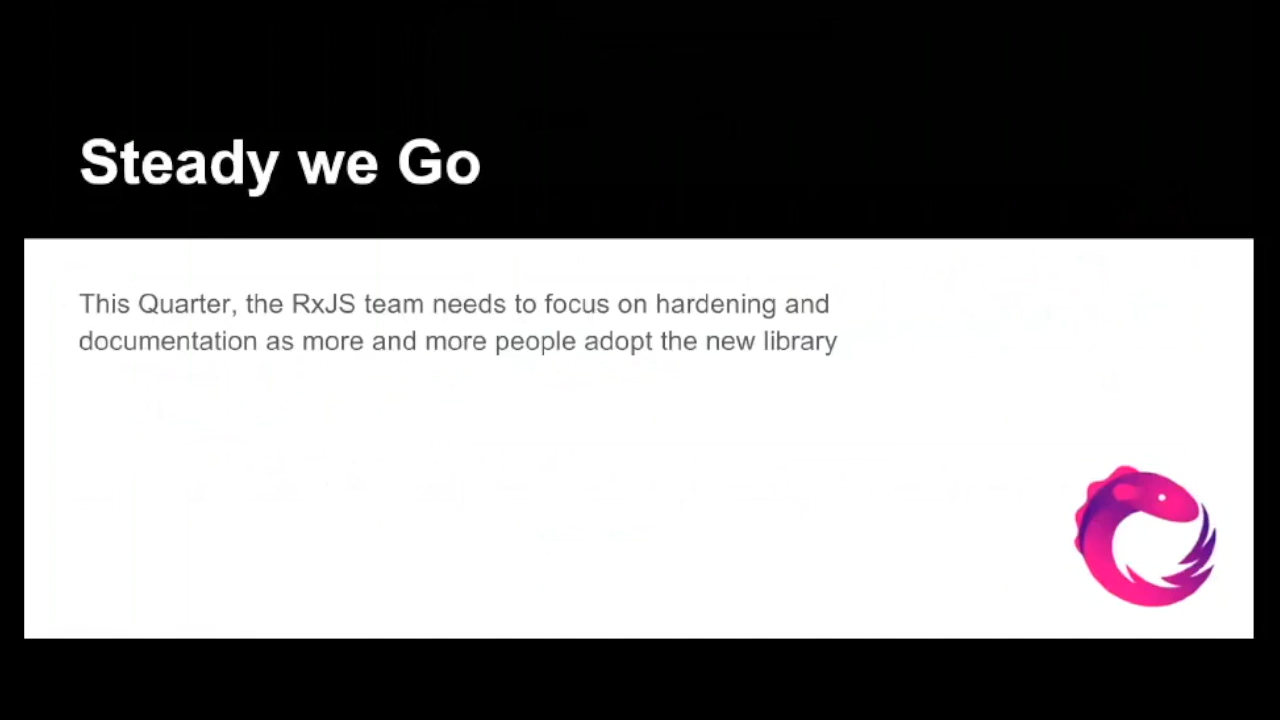 Steady we Go
This Quarter, the RxJS team needs to focus on hardening and
documentation as more and more people adopt the new library